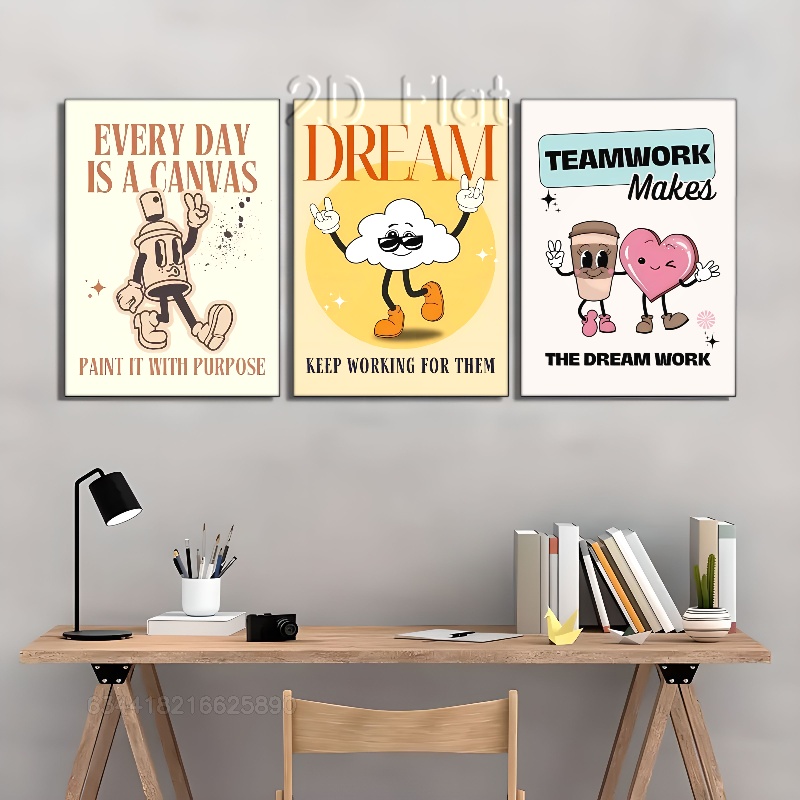 2D Flat
EVERY DAY
IS A CANVAS
PAINT IT WITH PURPOSE
DREAM
KEEP WORKING FOR THEM
TEAMWORK
Makes
THE DREAM WORK
634418216625890